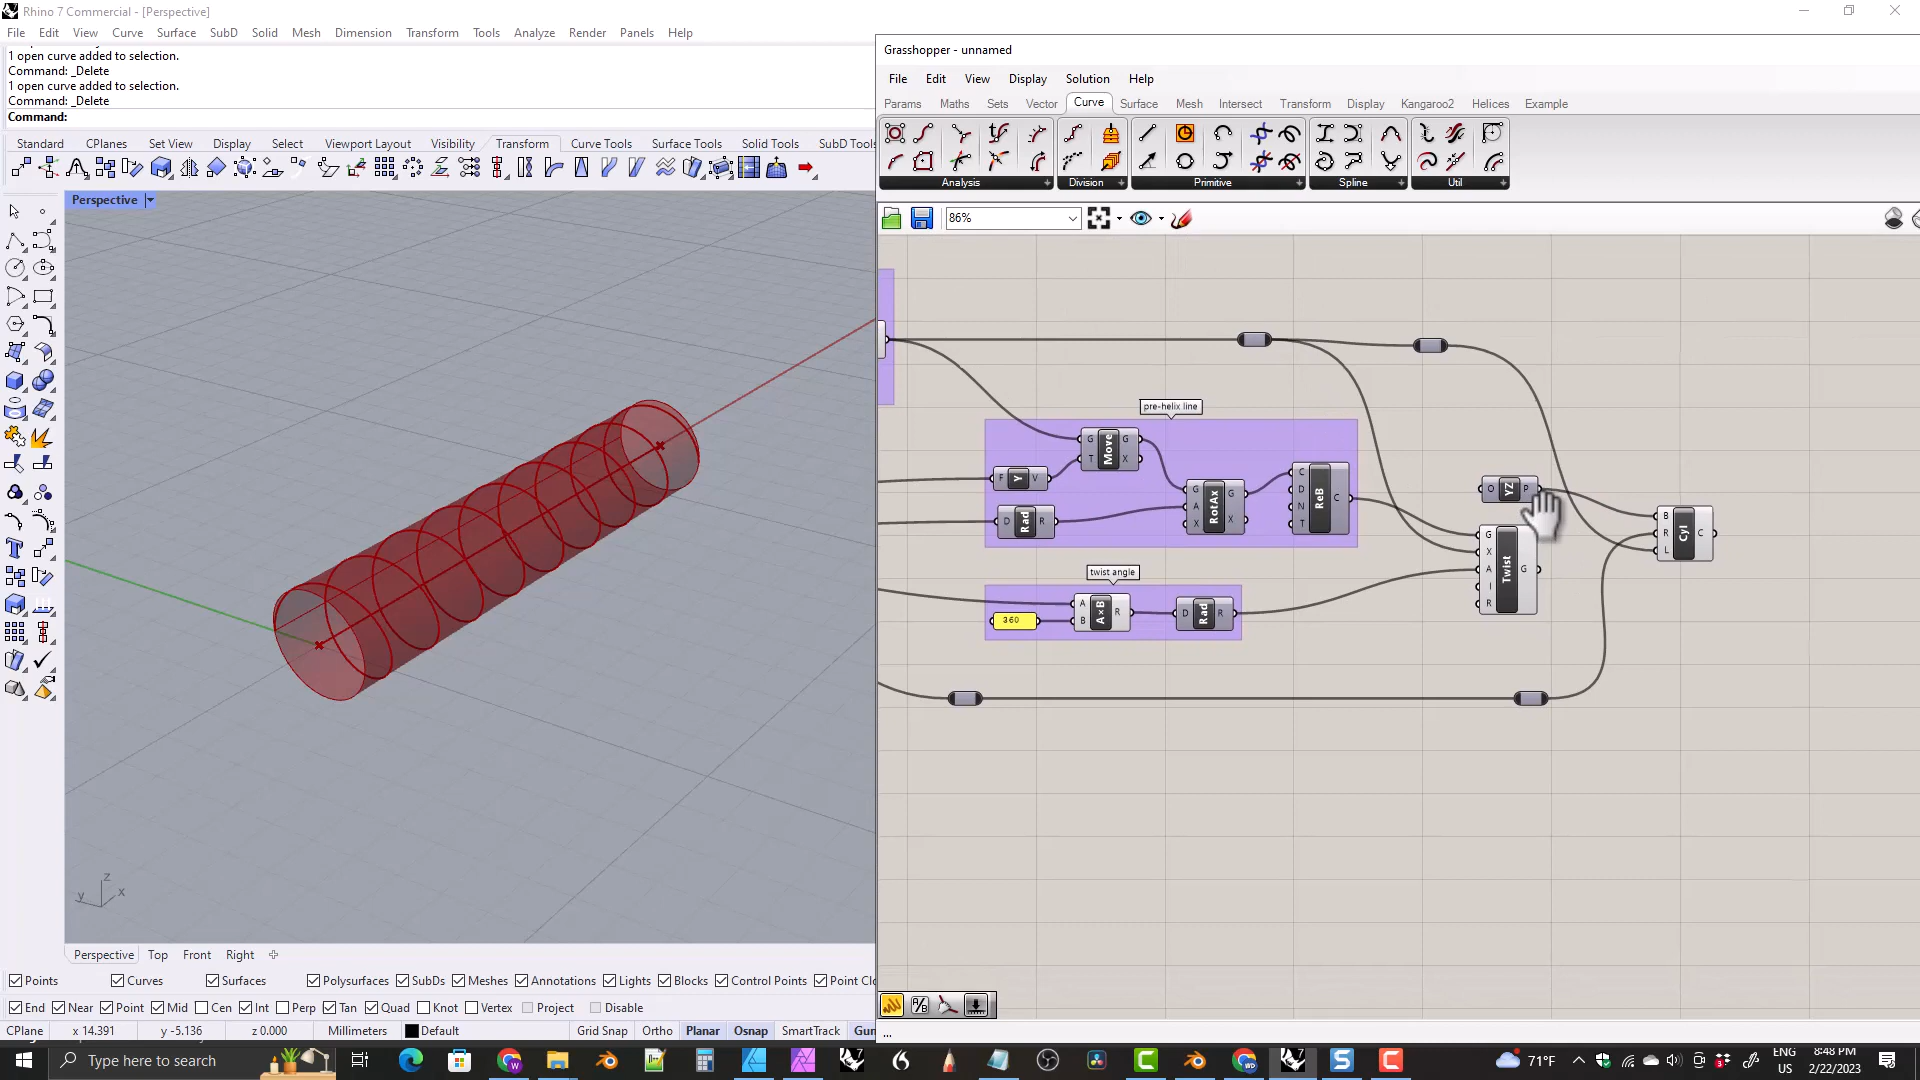 Rhino 7 Commercial - [Perspective]
File Edit View Curve Surface SubD Solid Mesh Dimension Transform Tools Analyze Render Panels Help
1 open curve added to selection.
Command: _Delete
1 open curve added to selection.
Command: _Delete
Command:
Standard CPlanes Set View Display Select Viewport Layout Visibility Transform Curve Tools Surface Tools Solid Tools SubD Tools
Perspective
Grasshopper - unnamed
File Edit View Display Solution Help
Params Maths Sets Vector Curve Surface Mesh Intersect Transform Display Kangaroo2 Helices Example
Analysis Division Primitive Spline Util
86%
pre-helix line
G T Move G X
F Y V
D Rad R
G A X RotAx G X
C D N T ReB C
twist angle
360
A B A×B R
D Rad R
O YZ P
G X A I R Twist G
B R L Cyl C
z
y x
Perspective Top Front Right
Points Curves Surfaces Polysurfaces SubDs Meshes Annotations Lights Blocks Control Points Point Clo
End Near Point Mid Cen Int Perp Tan Quad Knot Vertex Project Disable
CPlane x 14.391 y -5.136 z 0.000 Millimeters Default Grid Snap Ortho Planar Osnap SmartTrack Gum
...
Type here to search
71°F
ENG
US
8:48 PM
2/22/2023